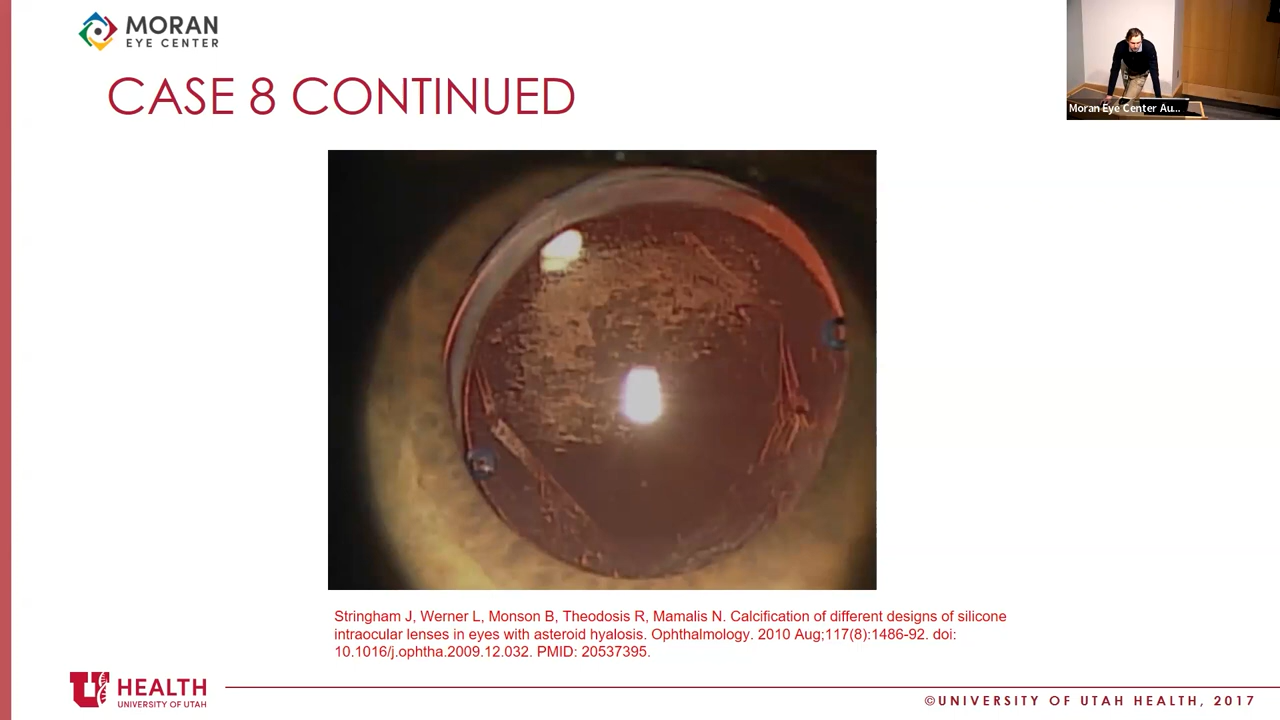 MORAN
EYE CENTER
Moran Eye Center Au...
CASE 8 CONTINUED
Stringham J, Werner L, Monson B, Theodosis R, Mamalis N. Calcification of different designs of silicone
intraocular lenses in eyes with asteroid hyalosis. Ophthalmology. 2010 Aug;117(8):1486-92. doi:
10.1016/j.ophtha.2009.12.032. PMID: 20537395.
U HEALTH
UNIVERSITY OF UTAH
©UNIVERSITY OF UTAH HEALTH, 2017